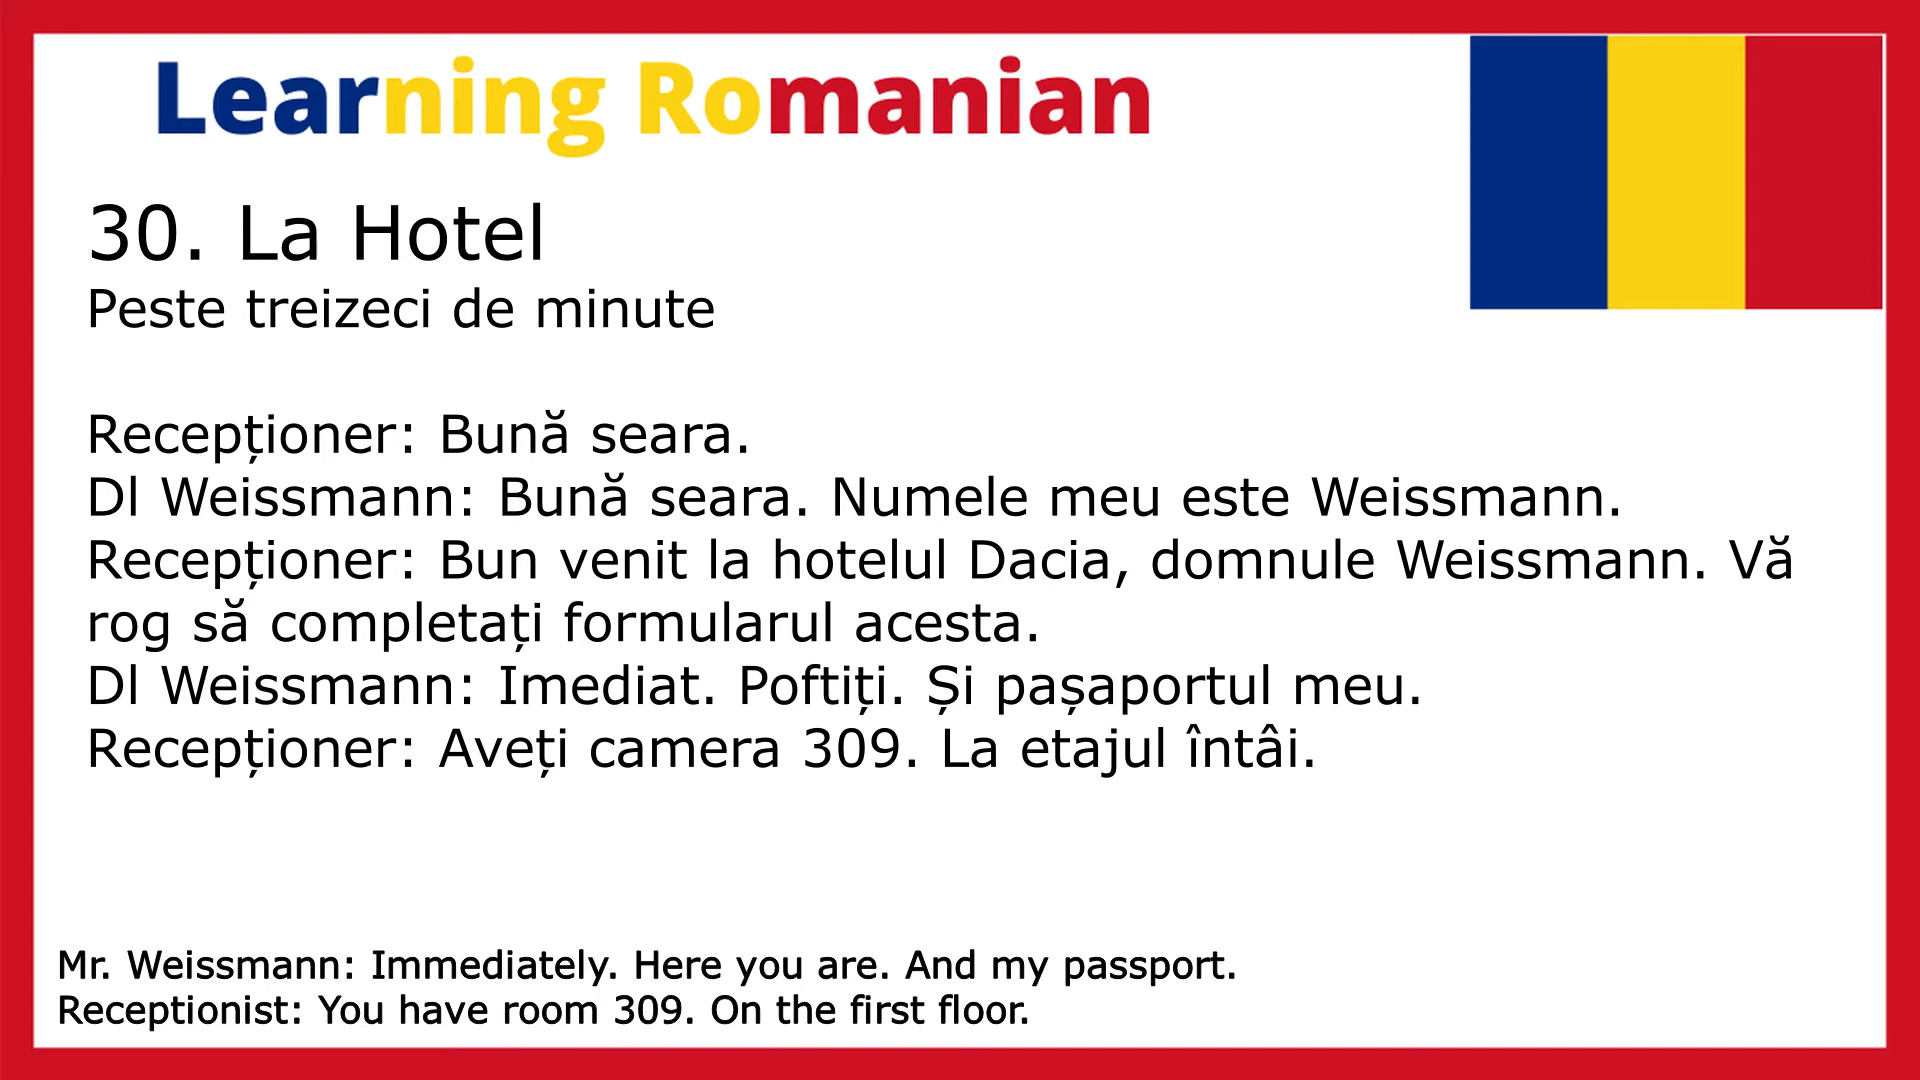 Learning Romanian
30. La Hotel
Peste treizeci de minute
Recepționer: Bună seara.
Dl Weissmann: Bună seara. Numele meu este Weissmann.
Recepționer: Bun venit la hotelul Dacia, domnule Weissmann. Vă
rog să completați formularul acesta.
Dl Weissmann: Imediat. Poftiți. Și pașaportul meu.
Recepționer: Aveți camera 309. La etajul întâi.
Mr. Weissmann: Immediately. Here you are. And my passport.
Receptionist: You have room 309. On the first floor.